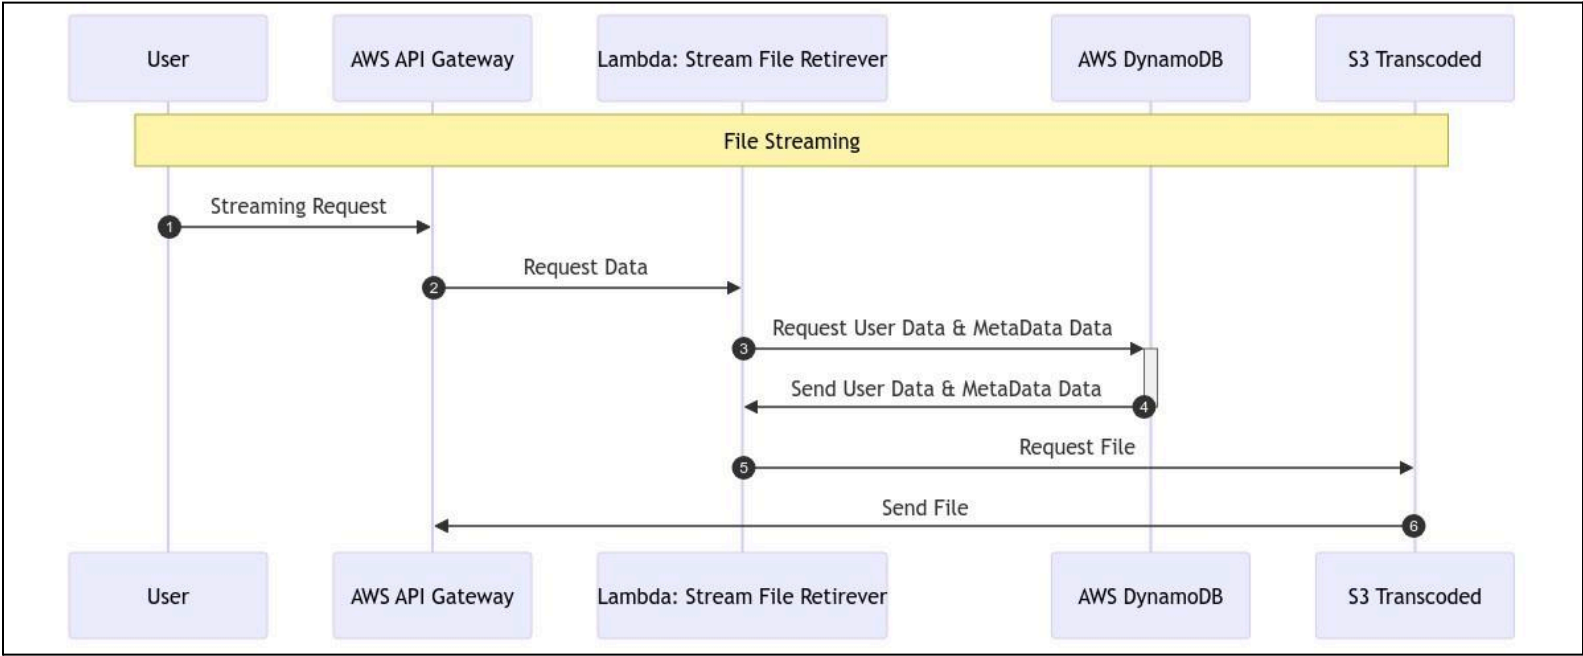 User
AWS API Gateway
Lambda: Stream File Retirever
AWS DynamoDB
S3 Transcoded
File Streaming
Streaming Request
1
Request Data
2
Request User Data & MetaData Data
3
Send User Data & MetaData Data
4
Request File
5
Send File
6
User
AWS API Gateway
Lambda: Stream File Retirever
AWS DynamoDB
S3 Transcoded